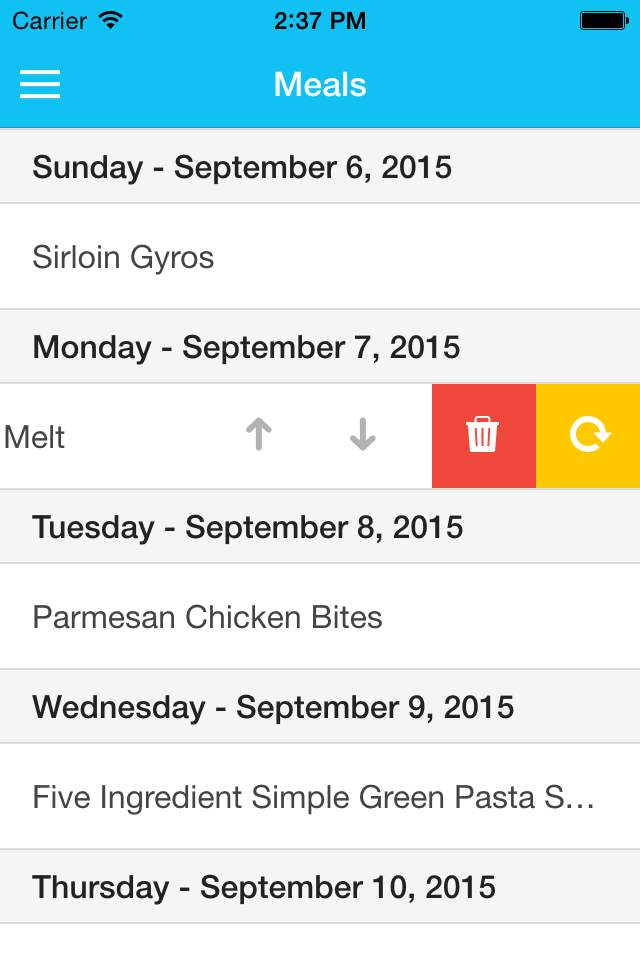 Carrier 2:37 PM
Meals
Sunday - September 6, 2015
Sirloin Gyros
Monday - September 7, 2015
Melt
Tuesday - September 8, 2015
Parmesan Chicken Bites
Wednesday - September 9, 2015
Five Ingredient Simple Green Pasta S...
Thursday - September 10, 2015